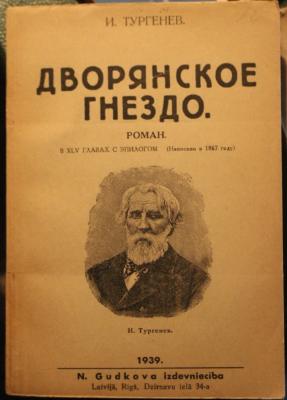 И. ТУРГЕНЕВ.
ДВОРЯНСКОЕ
ГНЕЗДО.
РОМАН.
В XLV ГЛАВАХ С ЭПИЛОГОМ (Написан в 1867 году)
И. Тургенев.
1939.
N. Gudkova izdevniecība
Latvijā, Rīgā, Dzirnavu ielā 34-a